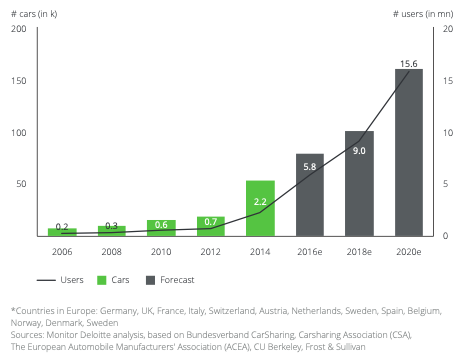 # cars (in k) # users (in mn)
200 20
150 15
100 10
50 5
0
15.6
9.0
5.8
2.2
0.7
0.6
0.3
0.2
2006 2008 2010 2012 2014 2016e 2018e 2020e
Users Cars Forecast
*Countries in Europe: Germany, UK, France, Italy, Switzerland, Austria, Netherlands, Sweden, Spain, Belgium,
Norway, Denmark, Sweden
Sources: Monitor Deloitte analysis, based on Bundesverband CarSharing, Carsharing Association (CSA),
The European Automobile Manufacturers' Association (ACEA), CU Berkeley, Frost & Sullivan